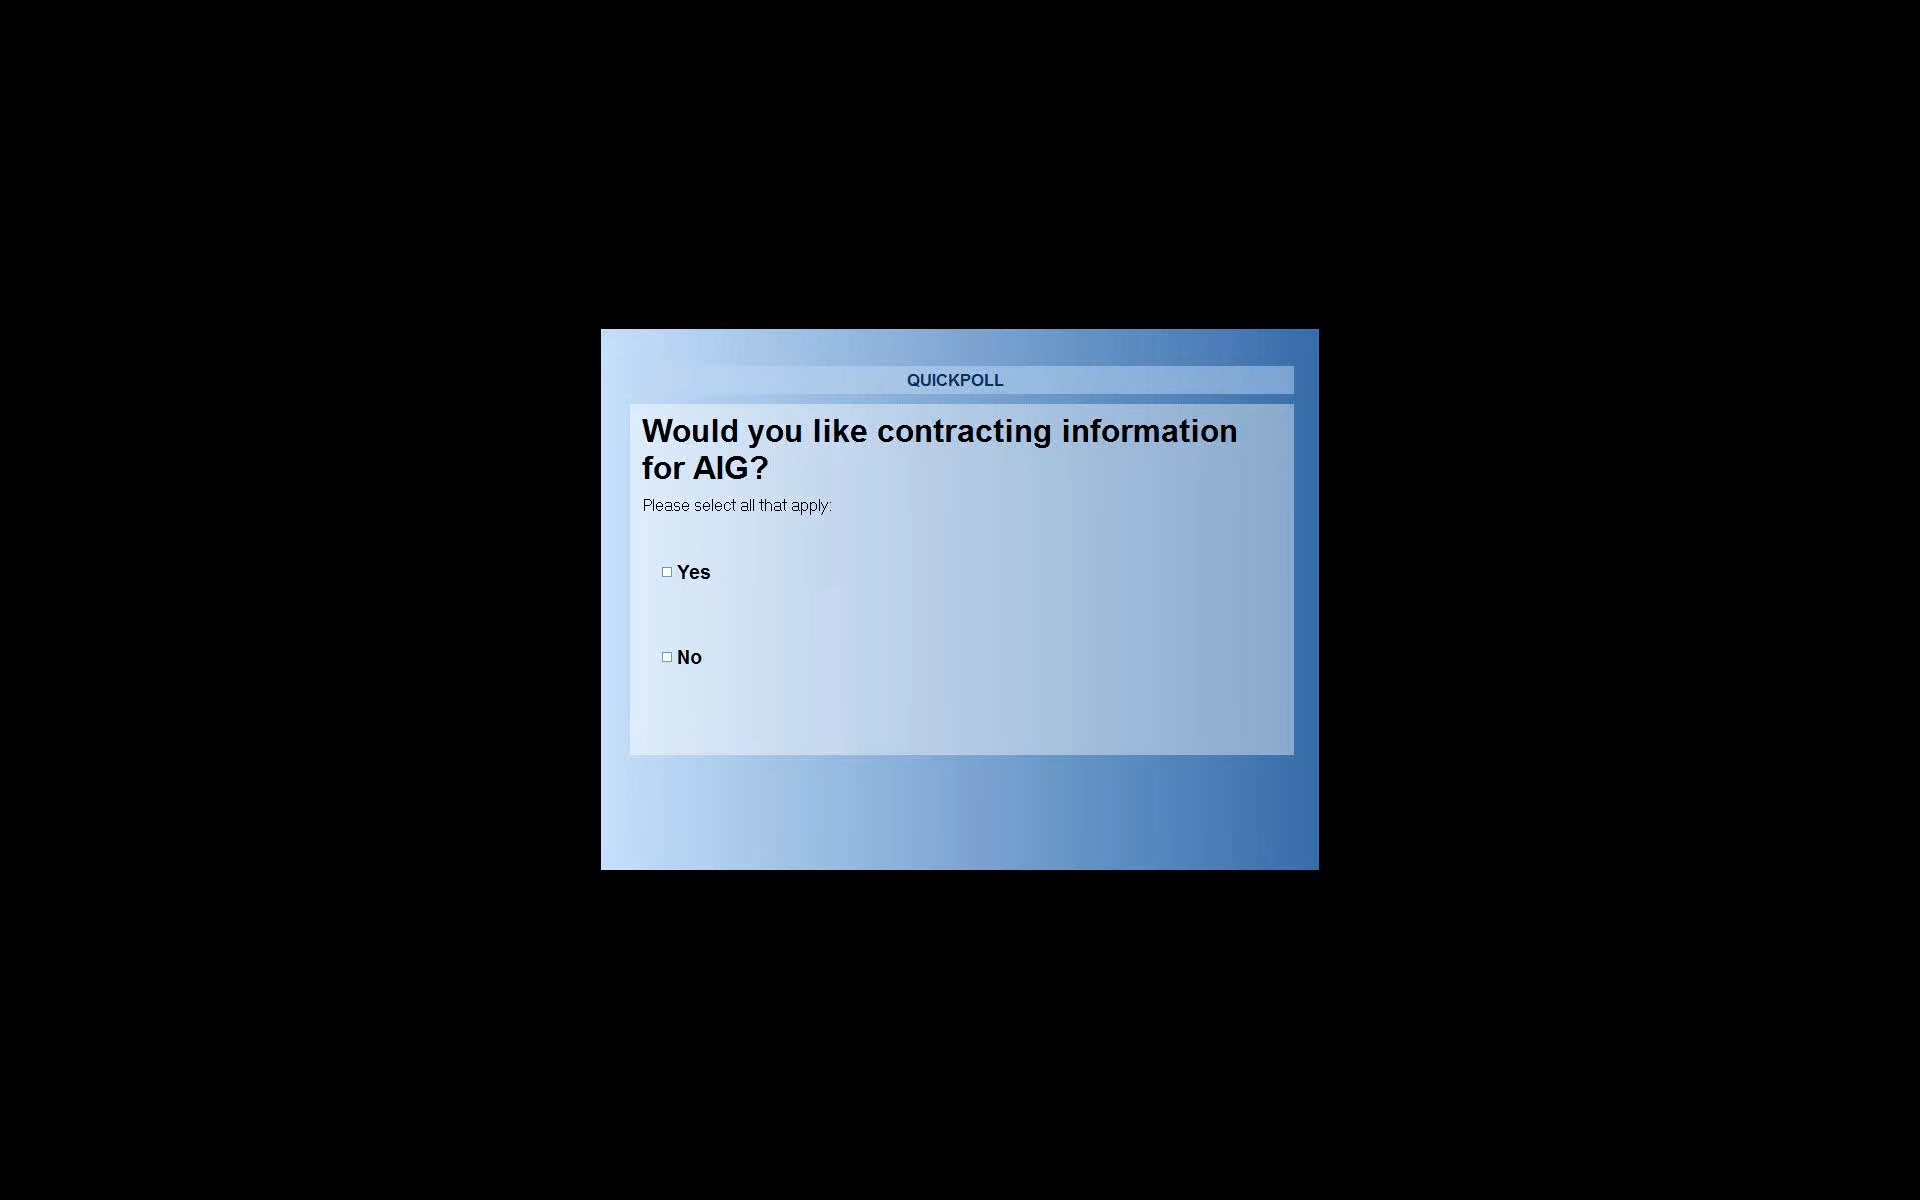 QUICKPOLL
Would you like contracting information
for AIG?
Please select all that apply:
Yes
No